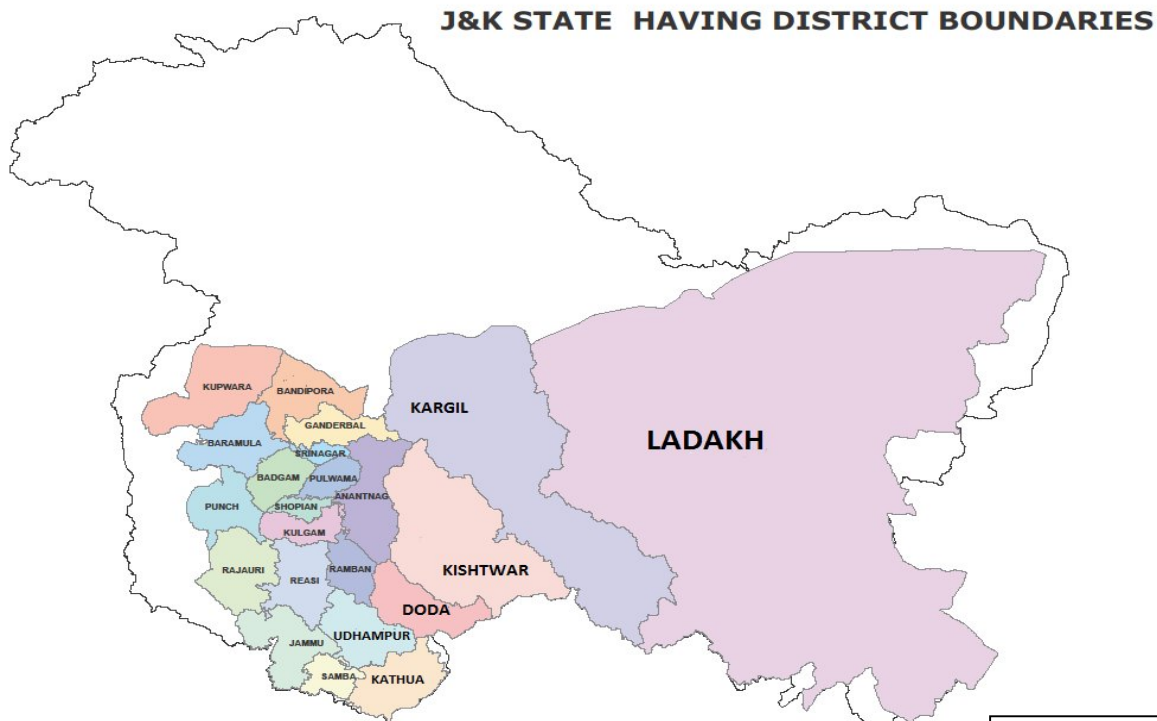 J&K STATE HAVING DISTRICT BOUNDARIES
KUPWARA
BANDIPORA
KARGIL
GANDERBAL
BARAMULA
LADAKH
SRINAGAR
BADGAM
PULWAMA
ANANTNAG
PUNCH
SHOPIAN
KULGAM
RAJAURI
REASI
RAMBAN
KISHTWAR
DODA
UDHAMPUR
JAMMU
SAMBA
KATHUA